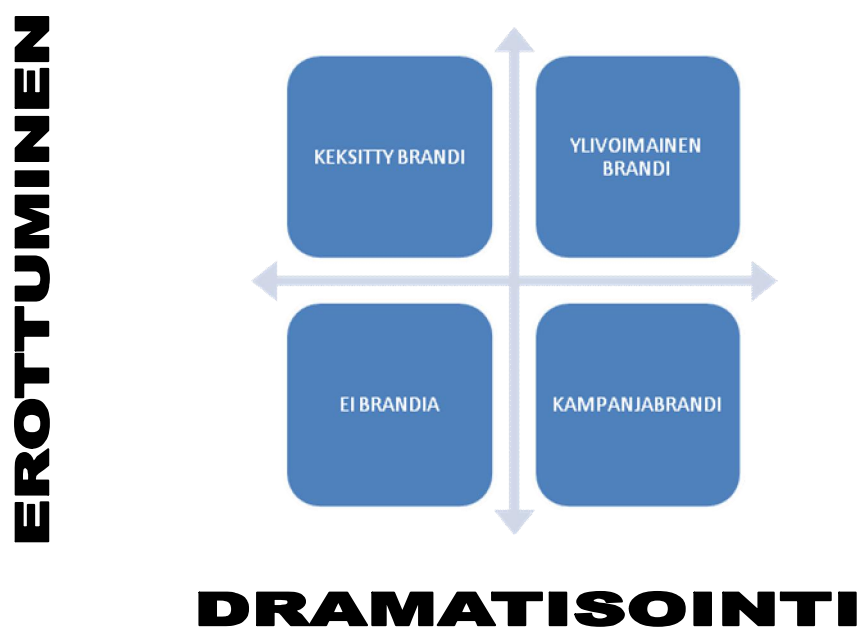 EROTTUMINEN
KEKSITTY BRANDI
YLIVOIMAINEN
BRANDI
EI BRANDIA
KAMPANJABRANDI
DRAMATISOINTI